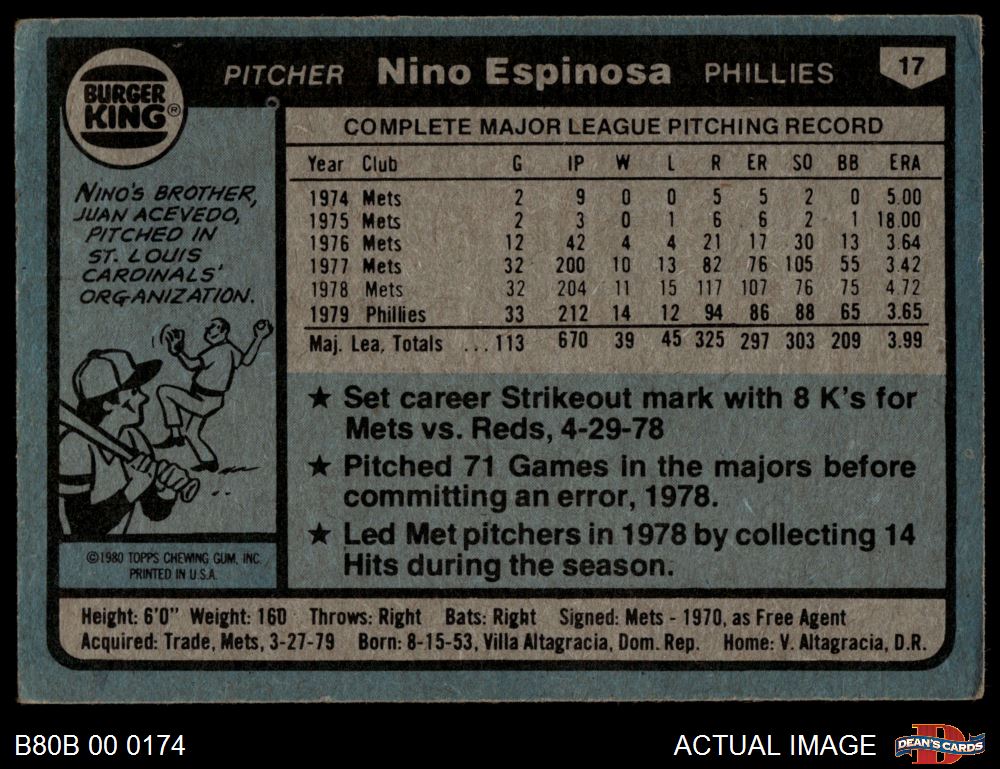 BURGER KING®
PITCHER Nino Espinosa PHILLIES 17
NINO'S BROTHER,
JUAN ACEVEDO,
PITCHED IN
ST. LOUIS
CARDINALS'
ORGANIZATION.
©1980 TOPPS CHEWING GUM, INC.
PRINTED IN U.S.A.
COMPLETE MAJOR LEAGUE PITCHING RECORD
Year Club G IP W L R ER SO BB ERA
1974 Mets 2 9 0 0 5 5 2 0 5.00
1975 Mets 2 3 0 1 6 6 2 1 18.00
1976 Mets 12 42 4 4 21 17 30 13 3.64
1977 Mets 32 200 10 13 82 76 105 55 3.42
1978 Mets 32 204 11 15 117 107 76 75 4.72
1979 Phillies 33 212 14 12 94 86 88 65 3.65
Maj. Lea. Totals ...113 670 39 45 325 297 303 209 3.99
★ Set career Strikeout mark with 8 K's for
Mets vs. Reds, 4-29-78
★ Pitched 71 Games in the majors before
committing an error, 1978.
★ Led Met pitchers in 1978 by collecting 14
Hits during the season.
Height: 6'0" Weight: 160 Throws: Right Bats: Right Signed: Mets - 1970, as Free Agent
Acquired: Trade, Mets, 3-27-79 Born: 8-15-53, Villa Altagracia, Dom. Rep. Home: V. Altagracia, D.R.
B80B 00 0174
ACTUAL IMAGE
D
DEAN'S CARDS